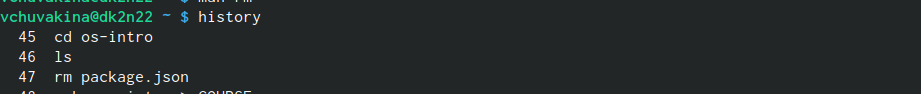 vchuvakina@dk2n22 ~ $ history
45 cd os-intro
46 ls
47 rm package.json